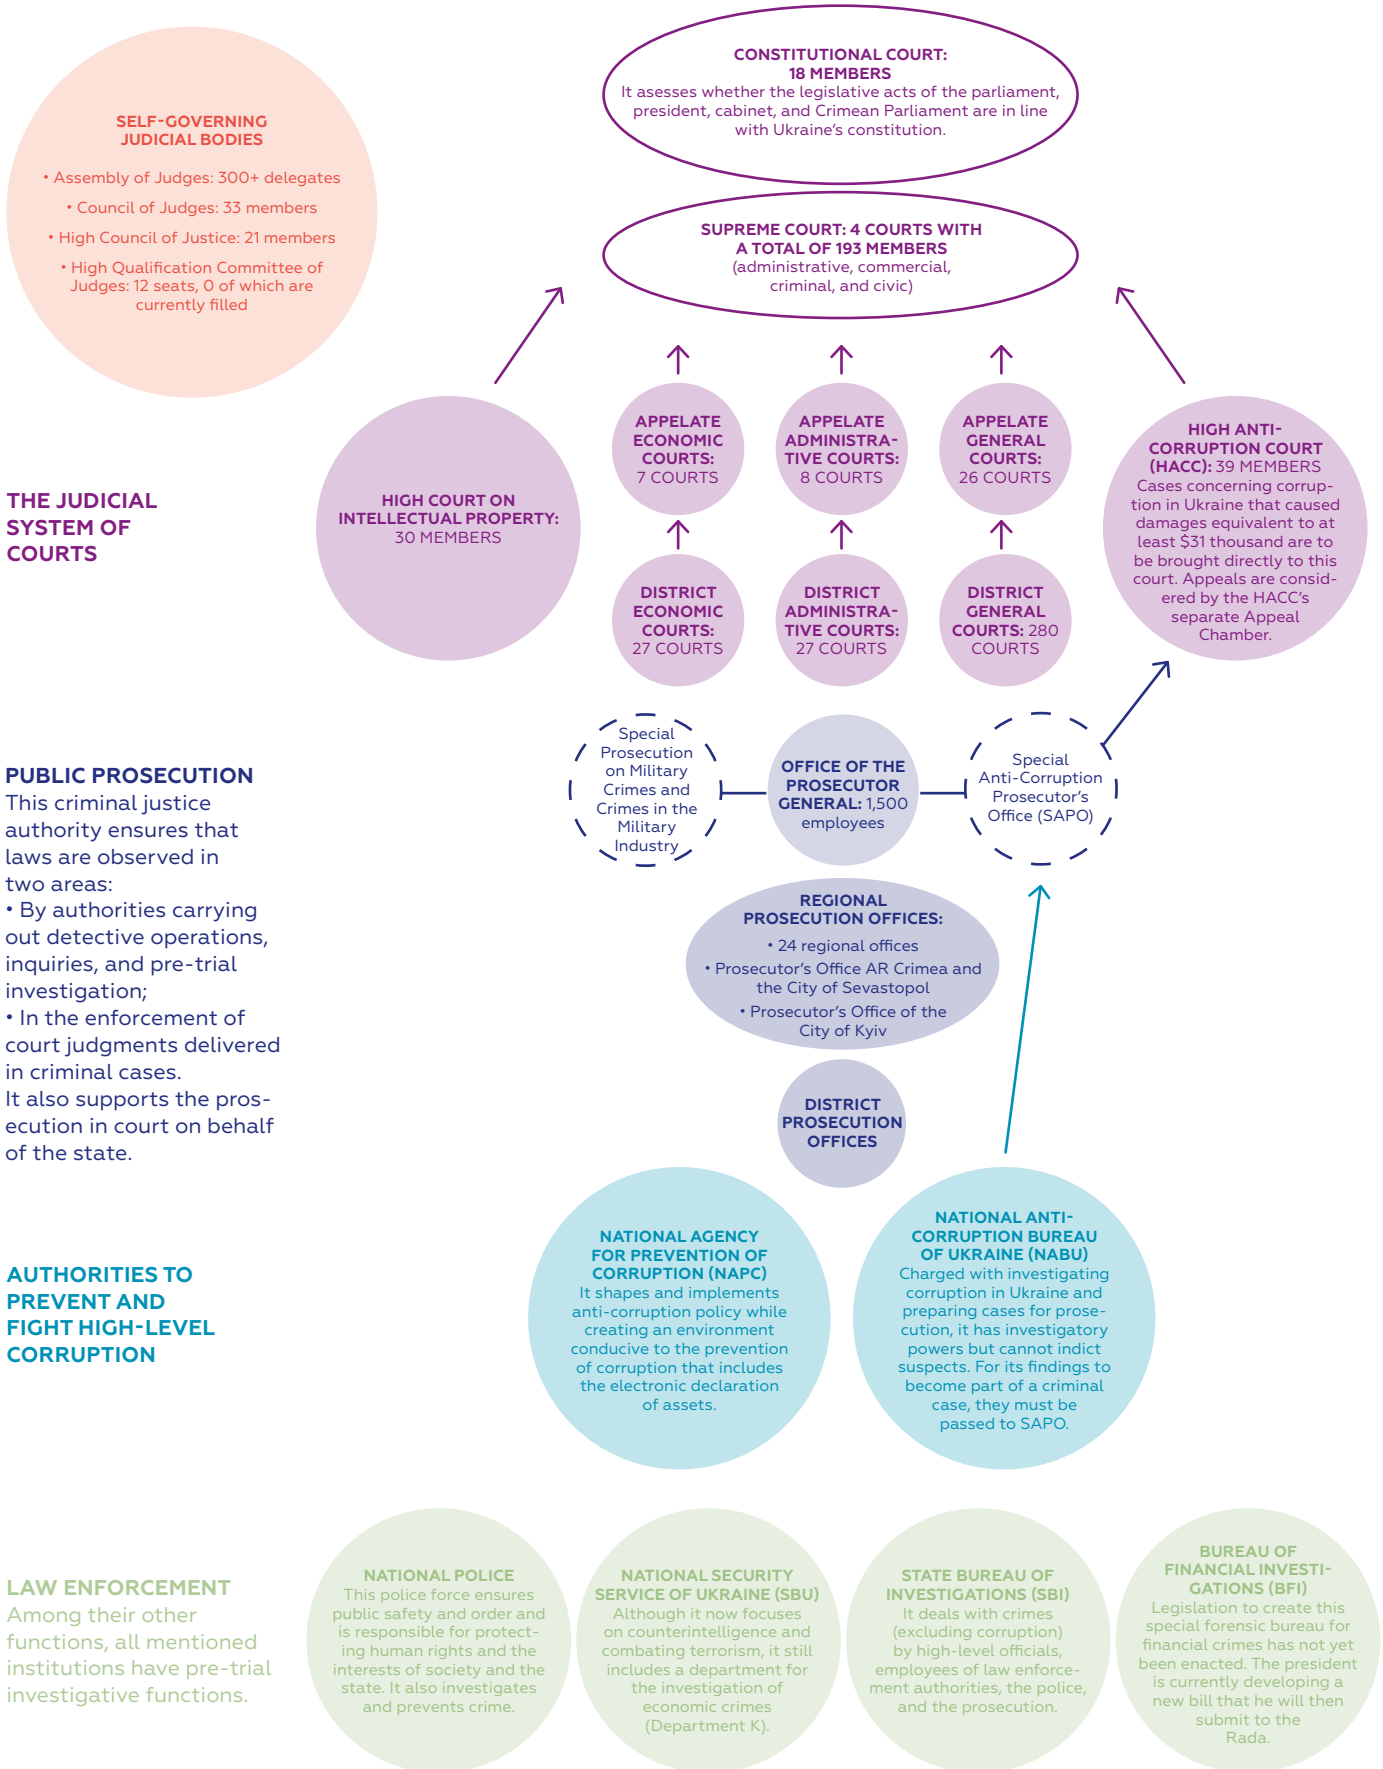 CONSTITUTIONAL COURT:
18 MEMBERS
It asesses whether the legislative acts of the parliament,
president, cabinet, and Crimean Parliament are in line
with Ukraine's constitution.
SELF-GOVERNING
JUDICIAL BODIES
• Assembly of Judges: 300+ delegates
• Council of Judges: 33 members
• High Council of Justice: 21 members
• High Qualification Committee of
Judges: 12 seats, 0 of which are
currently filled
SUPREME COURT: 4 COURTS WITH
A TOTAL OF 193 MEMBERS
(administrative, commercial,
criminal, and civic)
THE JUDICIAL
SYSTEM OF
COURTS
HIGH COURT ON
INTELLECTUAL PROPERTY:
30 MEMBERS
APPELATE
ECONOMIC
COURTS:
7 COURTS
APPELATE
ADMINISTRA-
TIVE COURTS:
8 COURTS
APPELATE
GENERAL
COURTS:
26 COURTS
HIGH ANTI-
CORRUPTION COURT
(HACC): 39 MEMBERS
Cases concerning corrup-
tion in Ukraine that caused
damages equivalent to at
least $31 thousand are to
be brought directly to this
court. Appeals are consid-
ered by the HACC's
separate Appeal
Chamber.
DISTRICT
ECONOMIC
COURTS:
27 COURTS
DISTRICT
ADMINISTRA-
TIVE COURTS:
27 COURTS
DISTRICT
GENERAL
COURTS: 280
COURTS
PUBLIC PROSECUTION
This criminal justice
authority ensures that
laws are observed in
two areas:
• By authorities carrying
out detective operations,
inquiries, and pre-trial
investigation;
• In the enforcement of
court judgments delivered
in criminal cases.
It also supports the pros-
ecution in court on behalf
of the state.
Special
Prosecution
on Military
Crimes and
Crimes in the
Military
Industry
OFFICE OF THE
PROSECUTOR
GENERAL: 1,500
employees
Special
Anti-Corruption
Prosecutor's
Office (SAPO)
REGIONAL
PROSECUTION OFFICES:
• 24 regional offices
• Prosecutor's Office AR Crimea and
the City of Sevastopol
• Prosecutor's Office of the
City of Kyiv
DISTRICT
PROSECUTION
OFFICES
AUTHORITIES TO
PREVENT AND
FIGHT HIGH-LEVEL
CORRUPTION
NATIONAL AGENCY
FOR PREVENTION OF
CORRUPTION (NAPC)
It shapes and implements
anti-corruption policy while
creating an environment
conducive to the prevention
of corruption that includes
the electronic declaration
of assets.
NATIONAL ANTI-
CORRUPTION BUREAU
OF UKRAINE (NABU)
Charged with investigating
corruption in Ukraine and
preparing cases for prose-
cution, it has investigatory
powers but cannot indict
suspects. For its findings to
become part of a criminal
case, they must be
passed to SAPO.
LAW ENFORCEMENT
Among their other
functions, all mentioned
institutions have pre-trial
investigative functions.
NATIONAL POLICE
This police force ensures
public safety and order and
is responsible for protect-
ing human rights and the
interests of society and the
state. It also investigates
and prevents crime.
NATIONAL SECURITY
SERVICE OF UKRAINE (SBU)
Although it now focuses
on counterintelligence and
combating terrorism, it still
includes a department for
the investigation of
economic crimes
(Department K).
STATE BUREAU OF
INVESTIGATIONS (SBI)
It deals with crimes
(excluding corruption)
by high-level officials,
employees of law enforce-
ment authorities, the police,
and the prosecution.
BUREAU OF
FINANCIAL INVESTI-
GATIONS (BFI)
Legislation to create this
special forensic bureau for
financial crimes has not yet
been enacted. The president
is currently developing a
new bill that he will then
submit to the
Rada.